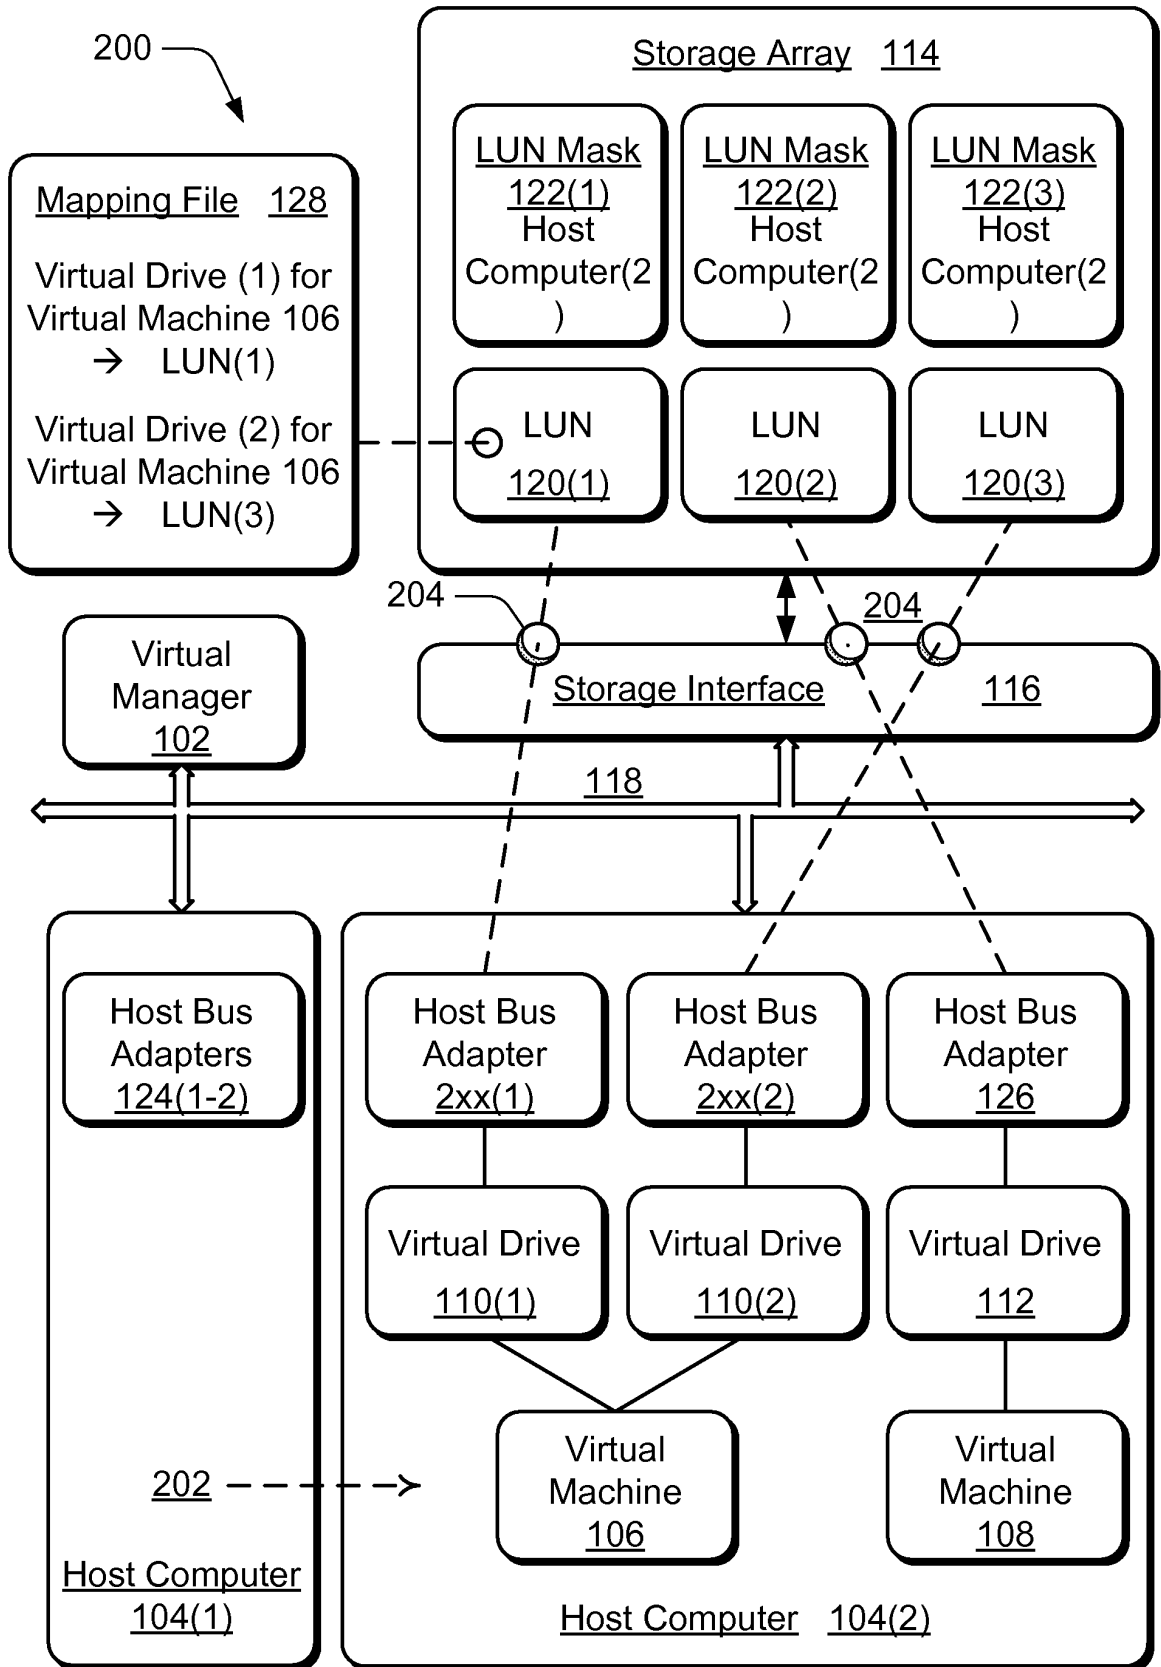 200
Storage Array 114
LUN Mask
122(1)
Host
Computer(2
)
LUN Mask
122(2)
Host
Computer(2
)
LUN Mask
122(3)
Host
Computer(2
)
Mapping File 128
Virtual Drive (1) for
Virtual Machine 106
→ LUN(1)
Virtual Drive (2) for
Virtual Machine 106
→ LUN(3)
LUN
120(1)
LUN
120(2)
LUN
120(3)
204
204
Virtual
Manager
102
Storage Interface 116
118
Host Bus
Adapters
124(1-2)
Host Bus
Adapter
2xx(1)
Host Bus
Adapter
2xx(2)
Host Bus
Adapter
126
Virtual Drive
110(1)
Virtual Drive
110(2)
Virtual Drive
112
Virtual
Machine
106
Virtual
Machine
108
202
Host Computer
104(1)
Host Computer 104(2)